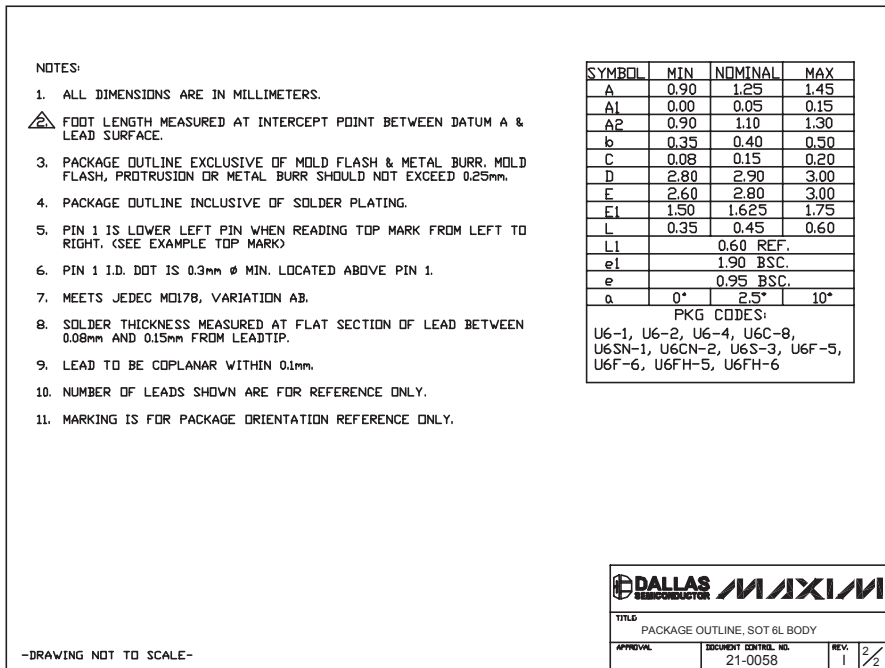 NOTES:
1. ALL DIMENSIONS ARE IN MILLIMETERS.
2. FOOT LENGTH MEASURED AT INTERCEPT POINT BETWEEN DATUM A &
LEAD SURFACE.
3. PACKAGE OUTLINE EXCLUSIVE OF MOLD FLASH & METAL BURR. MOLD
FLASH, PROTRUSION OR METAL BURR SHOULD NOT EXCEED 0.25mm.
4. PACKAGE OUTLINE INCLUSIVE OF SOLDER PLATING.
5. PIN 1 IS LOWER LEFT PIN WHEN READING TOP MARK FROM LEFT TO
RIGHT. (SEE EXAMPLE TOP MARK)
6. PIN 1 I.D. DOT IS 0.3mm ø MIN. LOCATED ABOVE PIN 1.
7. MEETS JEDEC MO178, VARIATION AB.
8. SOLDER THICKNESS MEASURED AT FLAT SECTION OF LEAD BETWEEN
0.08mm AND 0.15mm FROM LEADTIP.
9. LEAD TO BE COPLANAR WITHIN 0.1mm.
10. NUMBER OF LEADS SHOWN ARE FOR REFERENCE ONLY.
11. MARKING IS FOR PACKAGE ORIENTATION REFERENCE ONLY.
SYMBOL MIN NOMINAL MAX
A 0.90 1.25 1.45
A1 0.00 0.05 0.15
A2 0.90 1.10 1.30
b 0.35 0.40 0.50
C 0.08 0.15 0.20
D 2.80 2.90 3.00
E 2.60 2.80 3.00
E1 1.50 1.625 1.75
L 0.35 0.45 0.60
L1 0.60 REF.
e1 1.90 BSC.
e 0.95 BSC.
α 0° 2.5° 10°
PKG CODES:
U6-1, U6-2, U6-4, U6C-8,
U6SN-1, U6CN-2, U6S-3, U6F-5,
U6F-6, U6FH-5, U6FH-6
-DRAWING NOT TO SCALE-
DALLAS SEMICONDUCTOR MAXIM
TITLE
PACKAGE OUTLINE, SOT 6L BODY
APPROVAL DOCUMENT CONTROL NO. REV.
21-0058 I 2/2